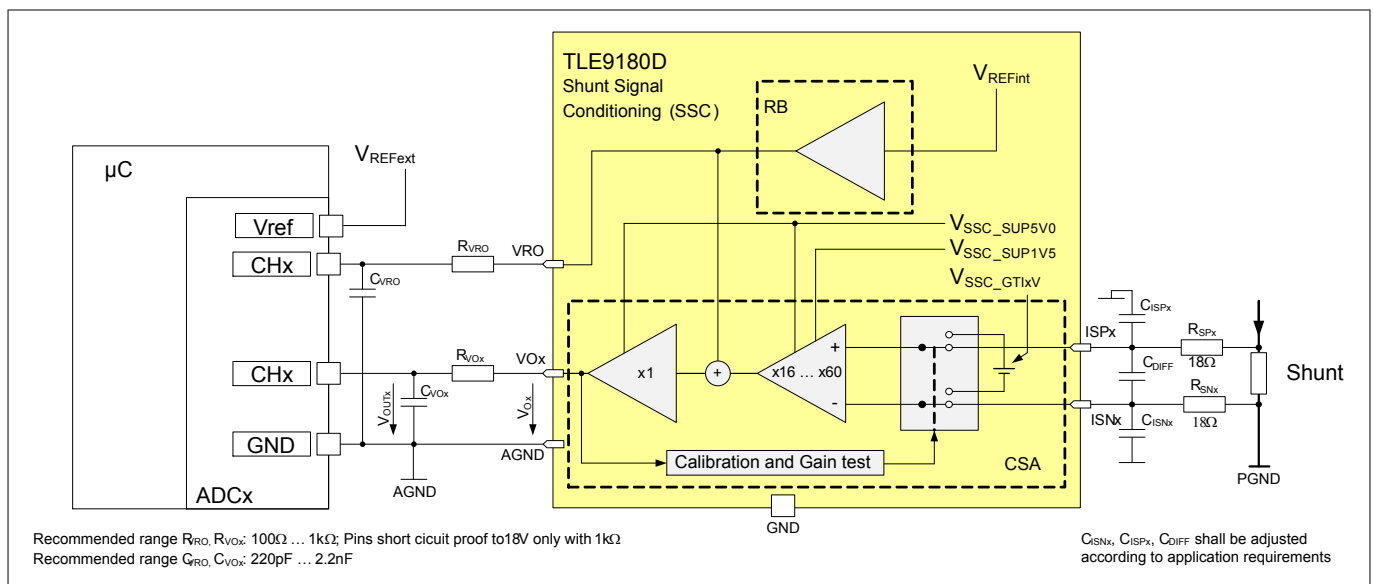 TLE9180D
Shunt Signal
Conditioning (SSC)
RB
VREFint
µC
VREFext
Vref
CHx
RVRO
VRO
CVRO
VSSC_SUP5V0
VSSC_SUP1V5
VSSC_GTIxV
CHx
RVOx
VOx
CVOx
VOUTx
VOx
x1
+
x16 ... x60
+
-
ISPx
CISPx
RSPx
18Ω
CDIFF
Shunt
RSNx
18Ω
ISNx
CISNx
GND
AGND
AGND
ADCx
Calibration and Gain test
CSA
PGND
GND
Recommended range RVRO, RVOx: 100Ω ... 1kΩ; Pins short cicuit proof to18V only with 1kΩ
Recommended range CVRO, CVOx: 220pF ... 2.2nF
CISNx, CISPx, CDIFF shall be adjusted
according to application requirements